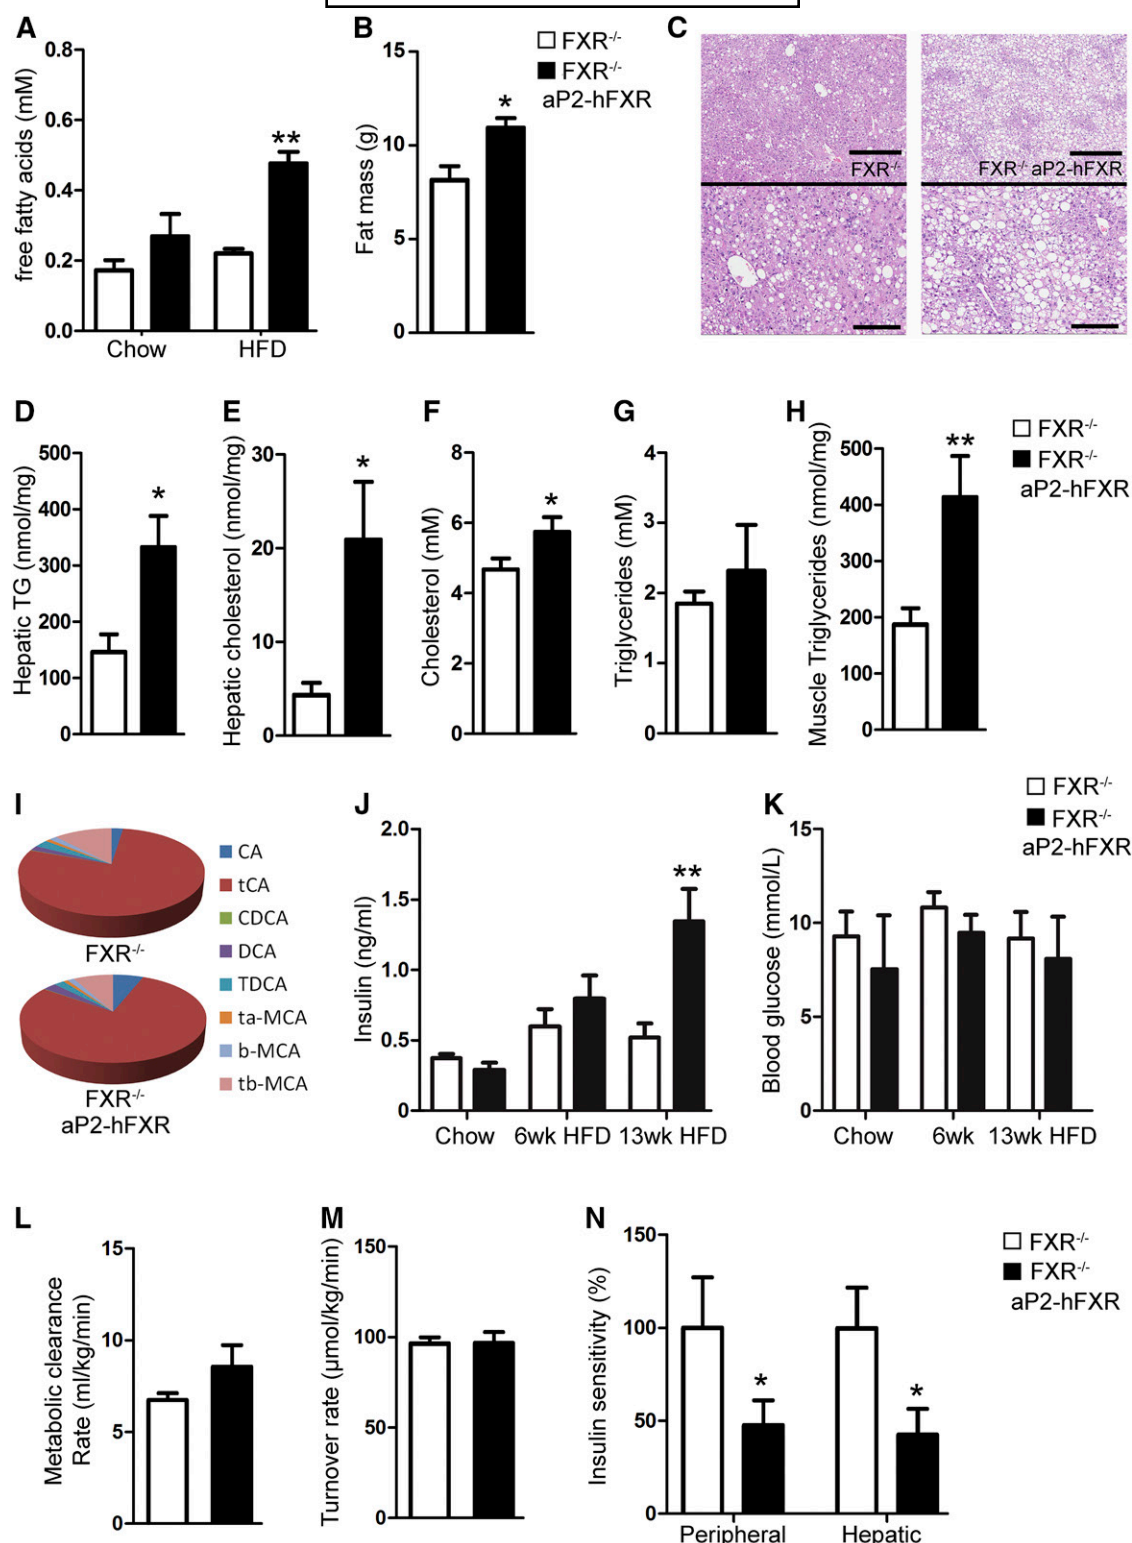 A
free fatty acids (mM)
0.8
0.6
0.4
0.2
0.0
**
Chow
HFD
B
Fat mass (g)
15
10
5
0
*
FXR-/-
FXR-/-
aP2-hFXR
C
FXR-/-
FXR-/- aP2-hFXR
D
Hepatic TG (nmol/mg)
500
400
300
200
100
0
*
E
Hepatic cholesterol (nmol/mg)
30
20
10
0
*
F
Cholesterol (mM)
8
6
4
2
0
*
G
Triglycerides (mM)
4
3
2
1
0
H
Muscle Triglycerides (nmol/mg)
500
400
300
200
100
0
**
FXR-/-
FXR-/-
aP2-hFXR
I
FXR-/-
FXR-/-
aP2-hFXR
CA
tCA
CDCA
DCA
TDCA
ta-MCA
b-MCA
tb-MCA
J
Insulin (ng/ml)
2.0
1.5
1.0
0.5
0
**
Chow
6wk HFD
13wk HFD
K
Blood glucose (mmol/L)
15
10
5
0
Chow
6wk
13wk HFD
FXR-/-
FXR-/-
aP2-hFXR
L
Metabolic clearance
Rate (ml/kg/min)
15
10
5
0
M
Turnover rate (µmol/kg/min)
150
100
50
0
N
Insulin sensitivity (%)
150
100
50
0
*
*
Peripheral
Hepatic
FXR-/-
FXR-/-
aP2-hFXR